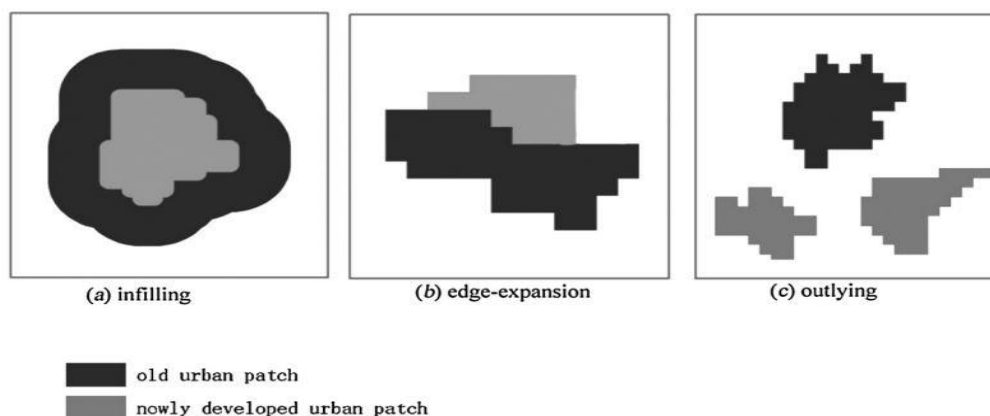 (a) infilling
(b) edge-expansion
(c) outlying
old urban patch
nowly developed urban patch